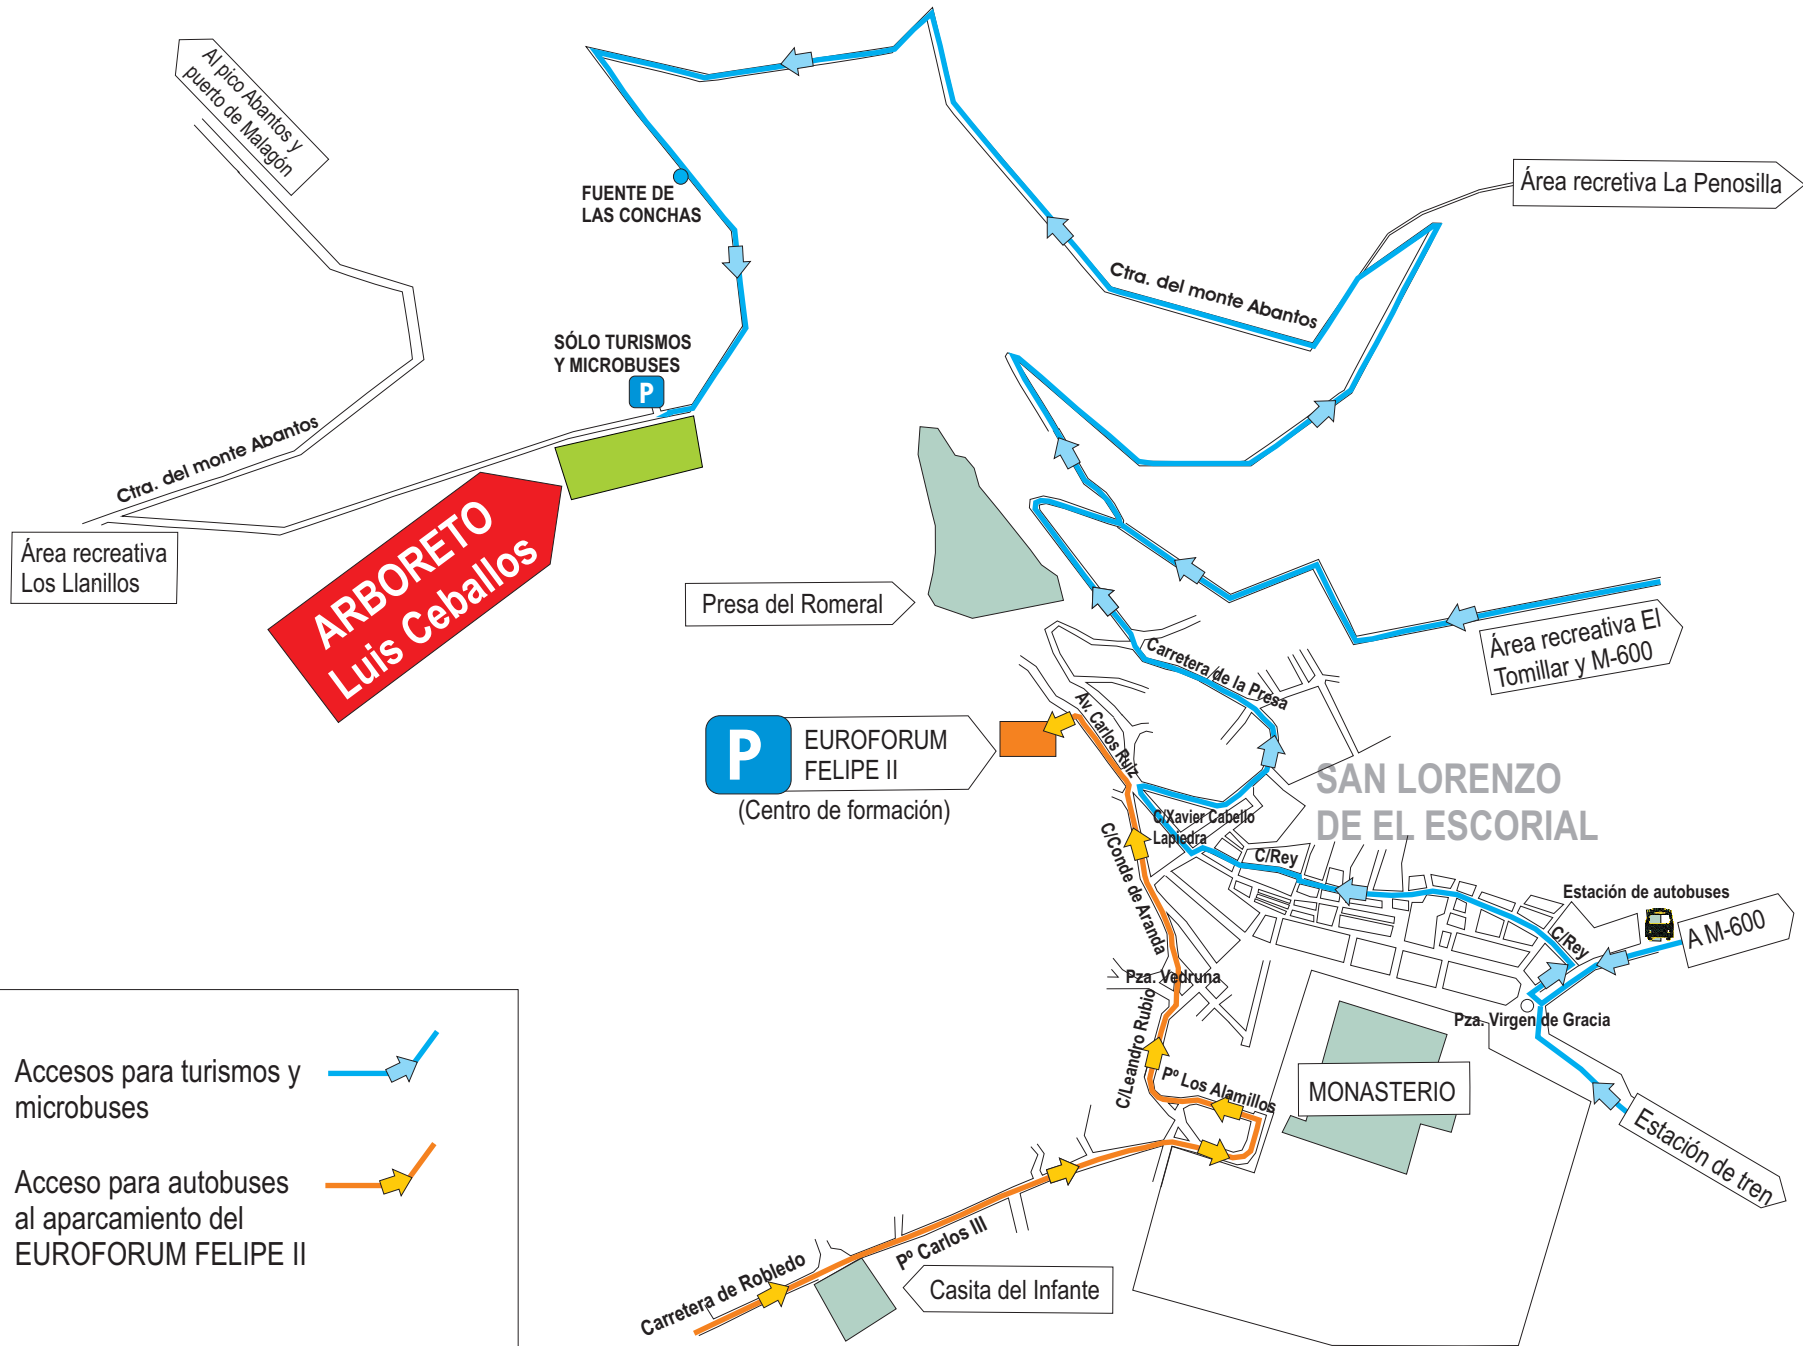 Al pico Abantos y
puerto de Malagón
FUENTE DE
LAS CONCHAS
Área recretiva La Penosilla
Ctra. del monte Abantos
SÓLO TURISMOS
Y MICROBUSES
P
Ctra. del monte Abantos
Área recreativa
Los Llanillos
ARBORETO
Luis Ceballos
Presa del Romeral
Área recreativa El
Tomillar y M-600
Carretera de la Presa
Av. Carlos Ruiz
P
EUROFORUM
FELIPE II
(Centro de formación)
SAN LORENZO
DE EL ESCORIAL
C/Xavier Cabello
Lapiedra
C/Rey
C/Conde de Aranda
Estación de autobuses
A M-600
C/Rey
Pza. Vedruna
Pza. Virgen de Gracia
C/Leandro Rubio
Pº Los Alamillos
MONASTERIO
Estación de tren
Accesos para turismos y
microbuses
Acceso para autobuses
al aparcamiento del
EUROFORUM FELIPE II
Pº Carlos III
Carretera de Robledo
Casita del Infante